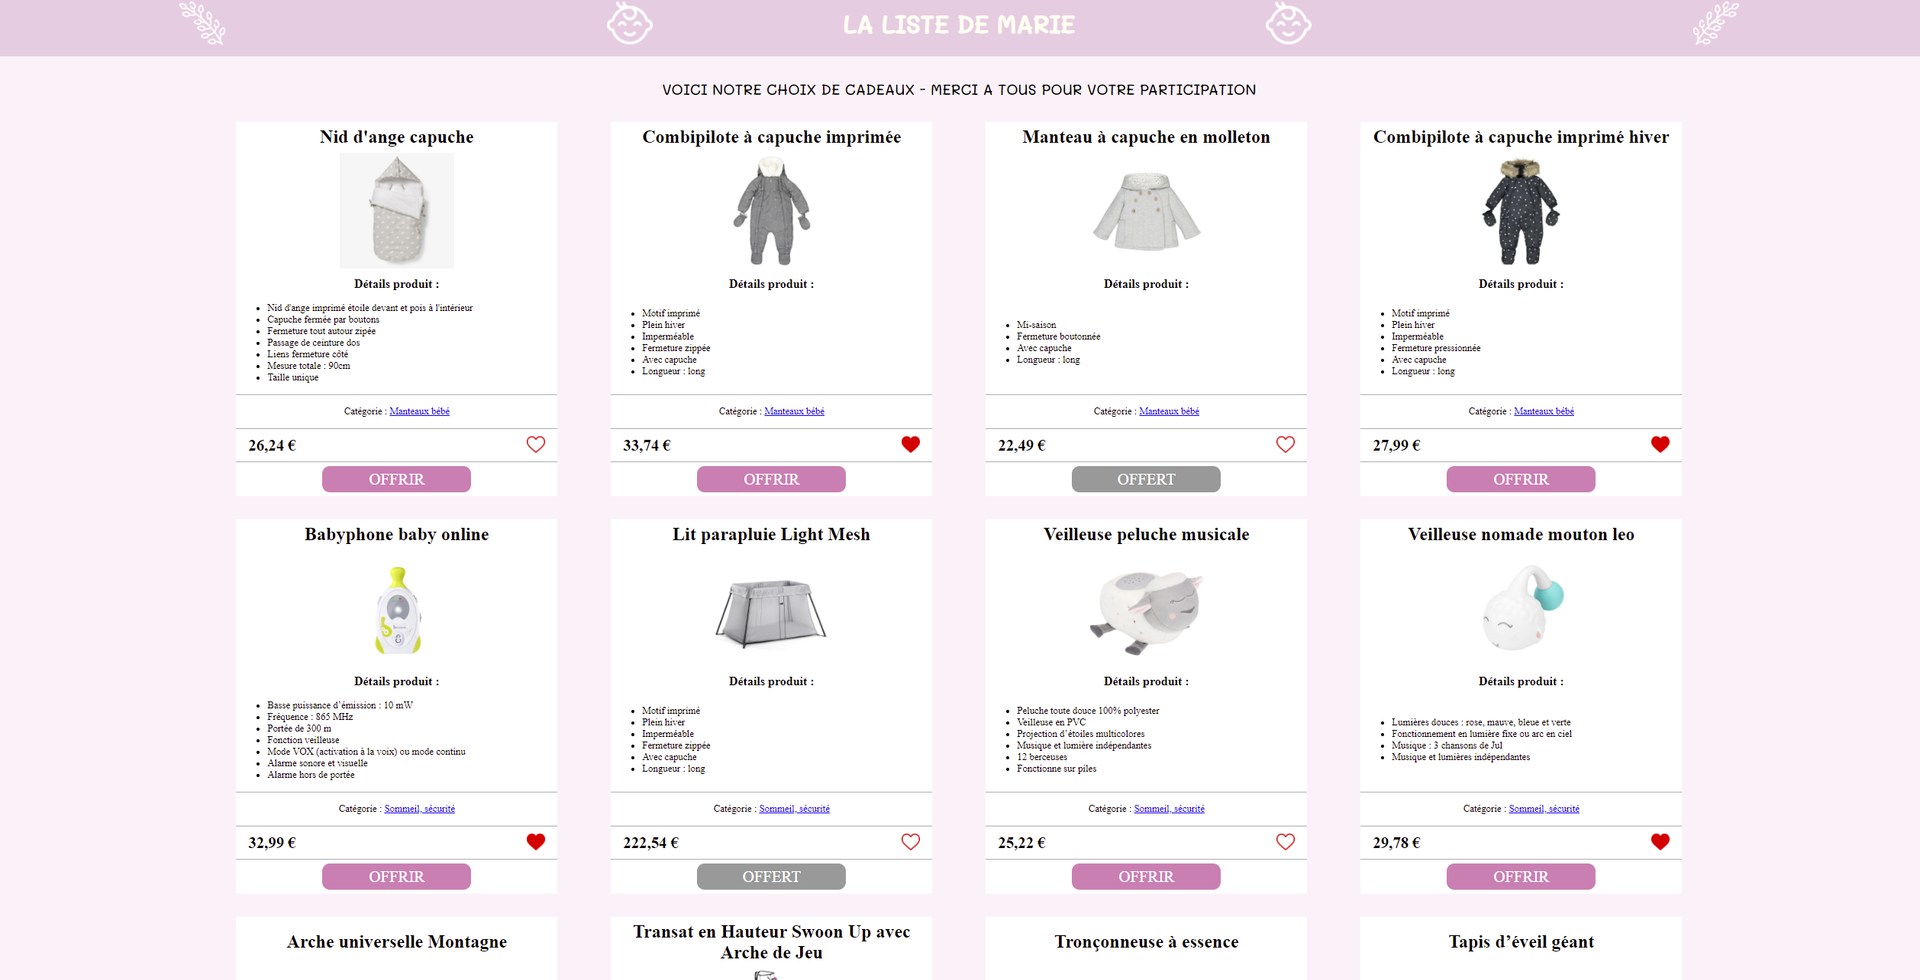 LA LISTE DE MARIE
VOICI NOTRE CHOIX DE CADEAUX - MERCI A TOUS POUR VOTRE PARTICIPATION
Nid d'ange capuche
Détails produit :
Nid d'ange imprimé étoile devant et pois à l'intérieur
Capuche fermée par boutons
Fermeture tout autour zipée
Passage de ceinture dos
Liens fermeture côté
Mesure totale : 90cm
Taille unique
Catégorie : Manteaux bébé
26,24 €
OFFRIR
Combipilote à capuche imprimée
Détails produit :
Motif imprimé
Plein hiver
Imperméable
Fermeture zippée
Avec capuche
Longueur : long
Catégorie : Manteaux bébé
33,74 €
OFFRIR
Manteau à capuche en molleton
Détails produit :
Mi-saison
Fermeture boutonnée
Avec capuche
Longueur : long
Catégorie : Manteaux bébé
22,49 €
OFFERT
Combipilote à capuche imprimé hiver
Détails produit :
Motif imprimé
Plein hiver
Imperméable
Fermeture pressionnée
Avec capuche
Longueur : long
Catégorie : Manteaux bébé
27,99 €
OFFRIR
Babyphone baby online
Détails produit :
Basse puissance d’émission : 10 mW
Fréquence : 865 MHz
Portée de 300 m
Fonction veilleuse
Mode VOX (activation à la voix) ou mode continu
Alarme sonore et visuelle
Alarme hors de portée
Catégorie : Sommeil, sécurité
32,99 €
OFFRIR
Lit parapluie Light Mesh
Détails produit :
Motif imprimé
Plein hiver
Imperméable
Fermeture zippée
Avec capuche
Longueur : long
Catégorie : Sommeil, sécurité
222,54 €
OFFERT
Veilleuse peluche musicale
Détails produit :
Peluche toute douce 100% polyester
Veilleuse en PVC
Projection d’étoiles multicolores
Musique et lumière indépendantes
12 berceuses
Fonctionne sur piles
Catégorie : Sommeil, sécurité
25,22 €
OFFRIR
Veilleuse nomade mouton leo
Détails produit :
Lumières douces : rose, mauve, bleue et verte
Fonctionnement en lumière fixe ou arc en ciel
Musique : 3 chansons de Jul
Musique et lumières indépendantes
Catégorie : Sommeil, sécurité
29,78 €
OFFRIR
Arche universelle Montagne
Transat en Hauteur Swoon Up avec
Arche de Jeu
Tronçonneuse à essence
Tapis d’éveil géant